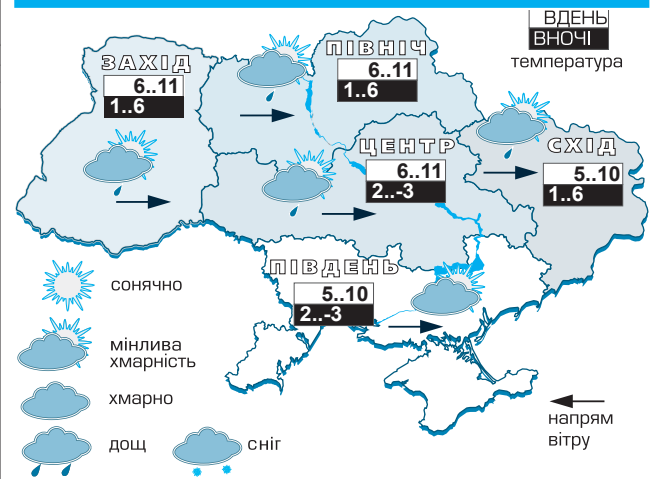 ВДЕНЬ
ВНОЧІ
температура
ЗАХІД
6..11
1..6
ПІВНІЧ
6..11
1..6
ЦЕНТР
6..11
2..-3
СХІД
5..10
1..6
ПІВДЕНЬ
5..10
2..-3
сонячно
мінлива
хмарність
хмарно
дощ
сніг
напрям
вітру